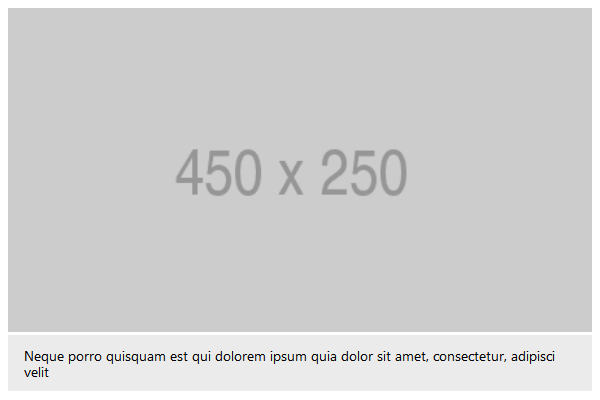 450 x 250
Neque porro quisquam est qui dolorem ipsum quia dolor sit amet, consectetur, adipisci
velit